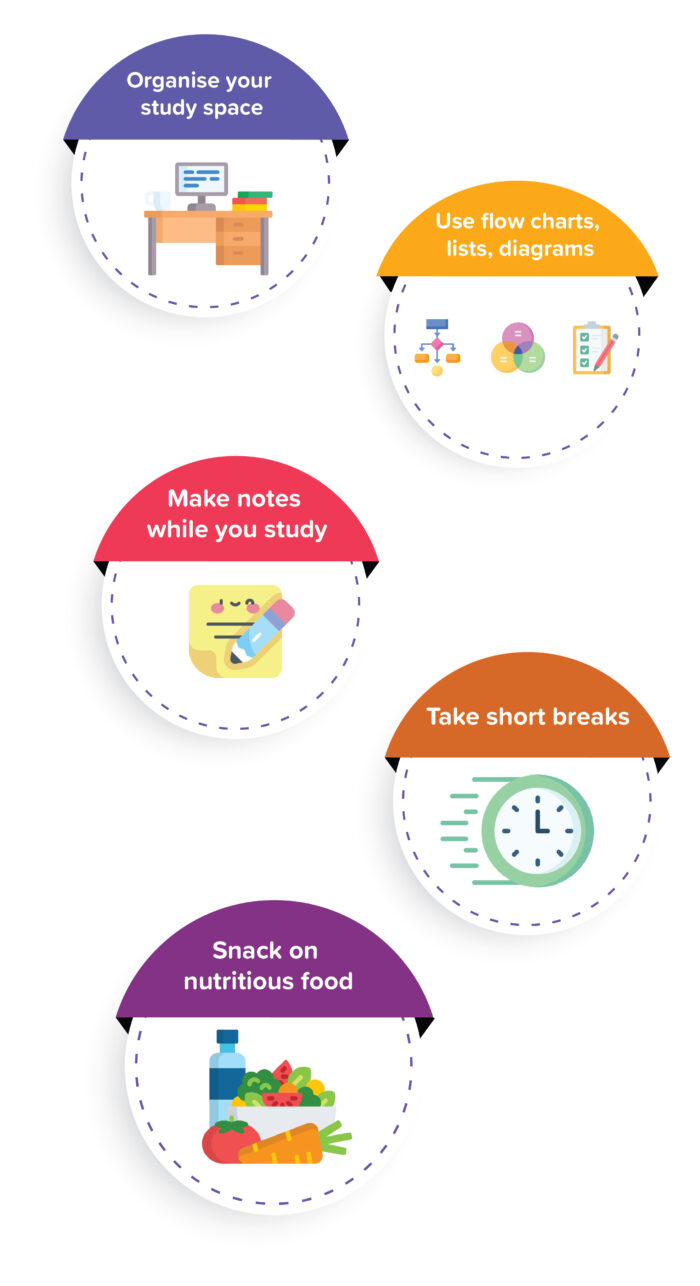 Organise your
study space
Use flow charts,
lists, diagrams
Make notes
while you study
Take short breaks
Snack on
nutritious food